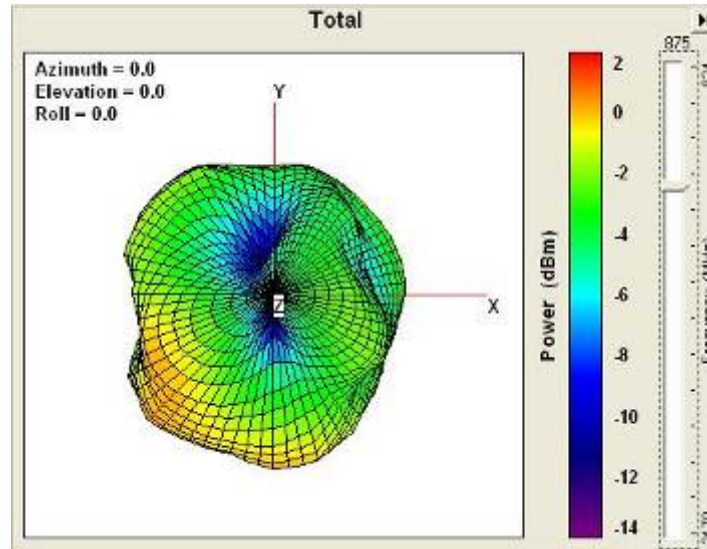 Total
Azimuth = 0.0
Elevation = 0.0
Roll = 0.0
Y
X
Z
Power (dBm)
2
0
-2
-4
-6
-8
-10
-12
-14
875